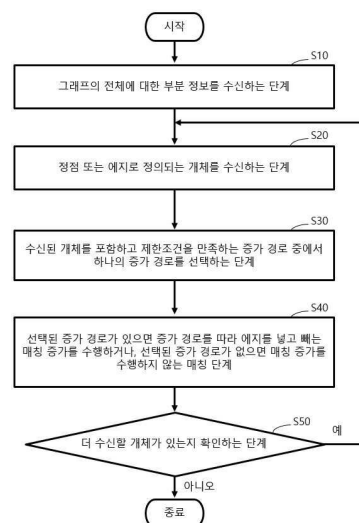 시작
S10
그래프의 전체에 대한 부분 정보를 수신하는 단계
S20
정점 또는 에지로 정의되는 개체를 수신하는 단계
S30
수신된 개체를 포함하고 제한조건을 만족하는 증가 경로 중에서
하나의 증가 경로를 선택하는 단계
S40
선택된 증가 경로가 있으면 증가 경로를 따라 에지를 넣고 빼는
매칭 증가를 수행하거나, 선택된 증가 경로가 없으면 매칭 증가를
수행하지 않는 매칭 단계
S50
더 수신할 개체가 있는지 확인하는 단계
예
아니오
종료